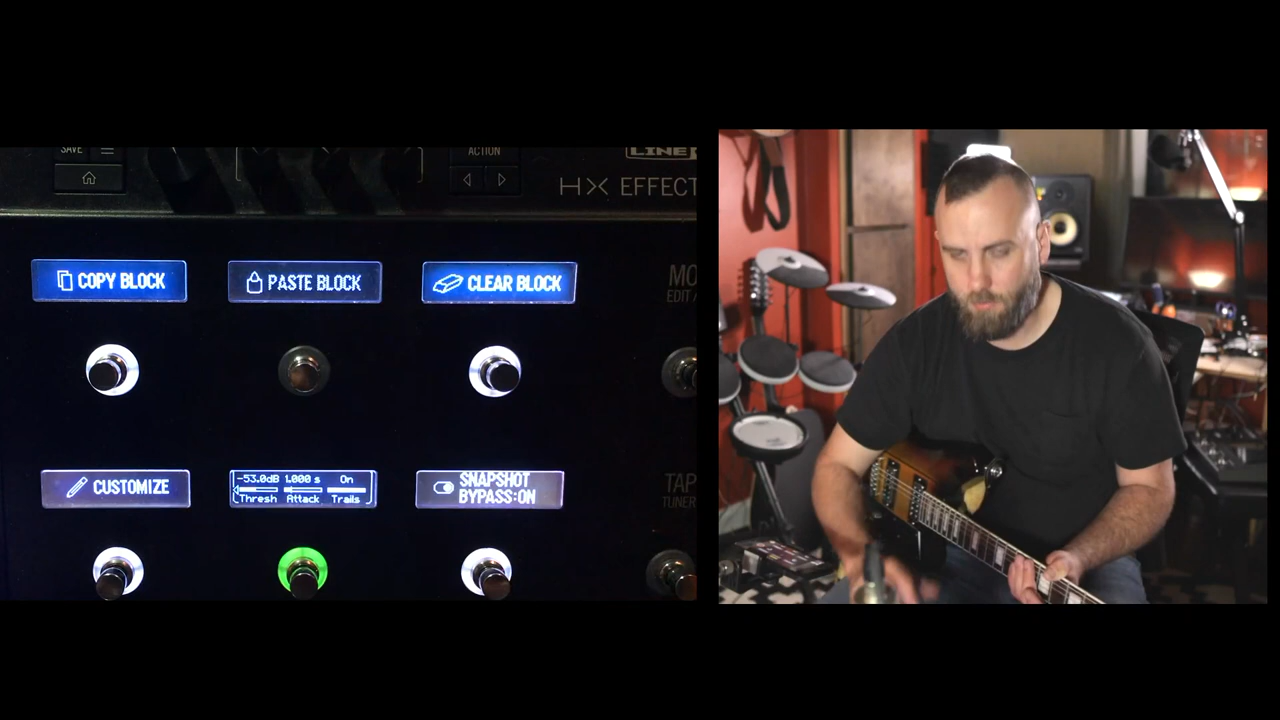 SAVE
ACTION
LINE
HX EFFECT
COPY BLOCK
PASTE BLOCK
CLEAR BLOCK
MO
EDIT
CUSTOMIZE
-53.0dB 1.000 s On
Thresh Attack Trails
SNAPSHOT
BYPASS:ON
TAP
TUNER